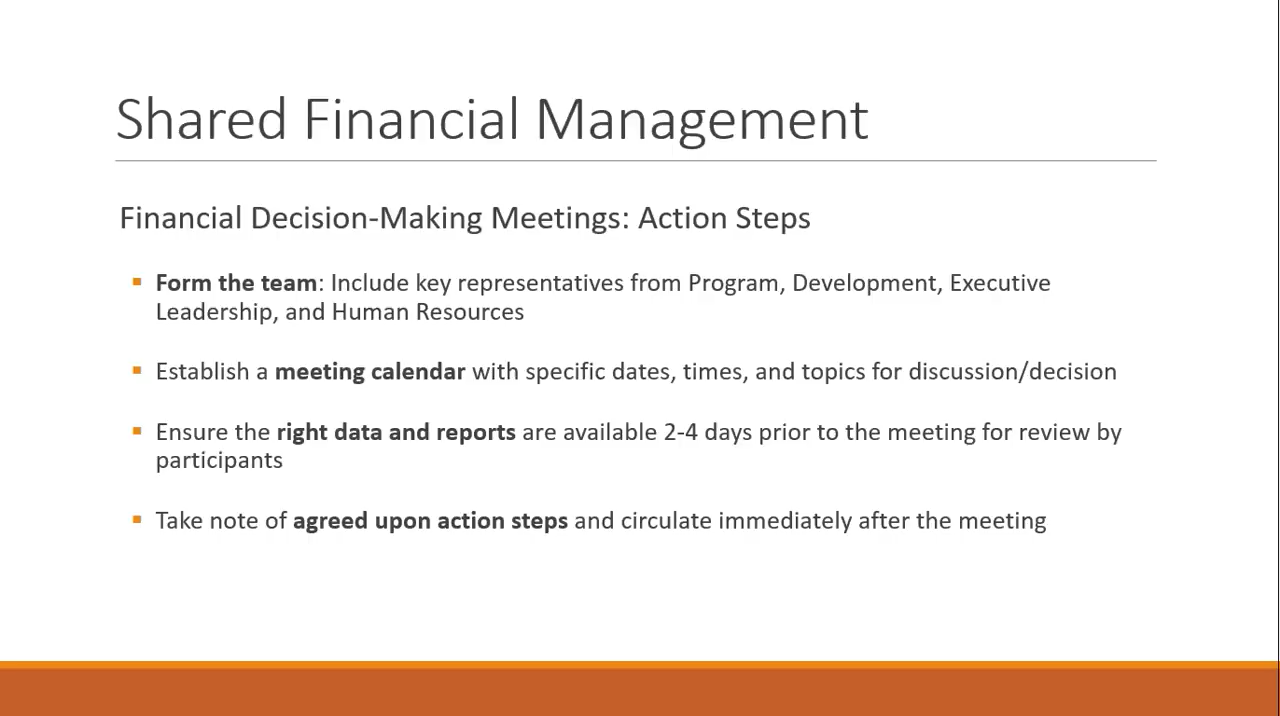 Shared Financial Management
Financial Decision-Making Meetings: Action Steps
Form the team: Include key representatives from Program, Development, Executive
Leadership, and Human Resources
Establish a meeting calendar with specific dates, times, and topics for discussion/decision
Ensure the right data and reports are available 2-4 days prior to the meeting for review by
participants
Take note of agreed upon action steps and circulate immediately after the meeting